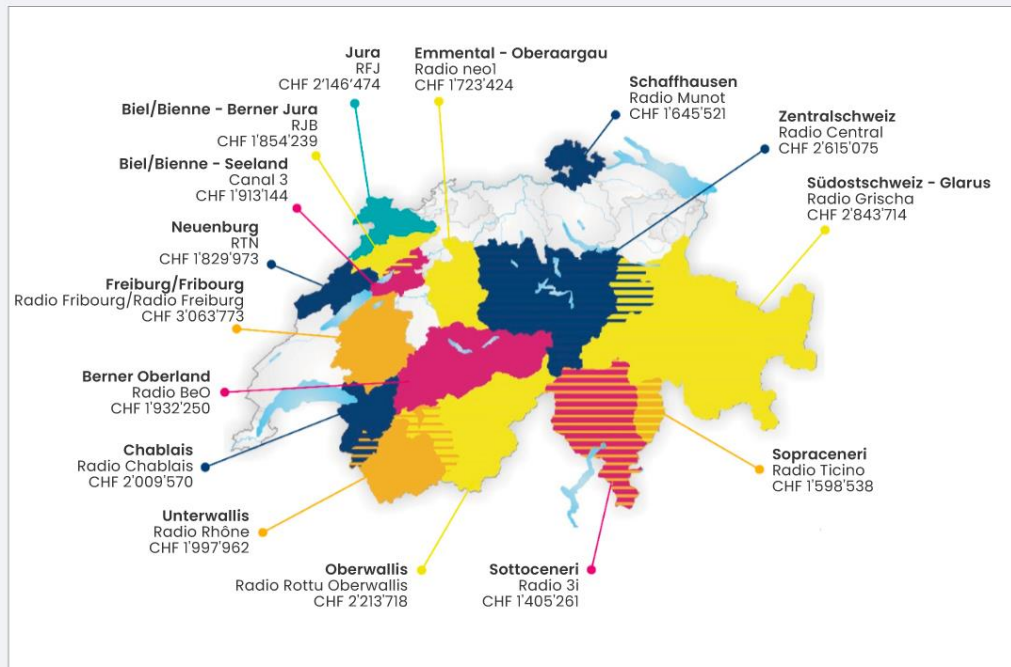 Jura
RFJ
CHF 2'146'474
Emmental - Oberaargau
Radio neo1
CHF 1'723'424
Schaffhausen
Radio Munot
CHF 1'645'521
Biel/Bienne - Berner Jura
RJB
CHF 1'854'239
Zentralschweiz
Radio Central
CHF 2'615'075
Biel/Bienne - Seeland
Canal 3
CHF 1'913'144
Südostschweiz - Glarus
Radio Grischa
CHF 2'843'714
Neuenburg
RTN
CHF 1'829'973
Freiburg/Fribourg
Radio Fribourg/Radio Freiburg
CHF 3'063'773
Berner Oberland
Radio BeO
CHF 1'932'250
Chablais
Radio Chablais
CHF 2'009'570
Sopraceneri
Radio Ticino
CHF 1'598'538
Unterwallis
Radio Rhône
CHF 1'997'962
Oberwallis
Radio Rottu Oberwallis
CHF 2'213'718
Sottoceneri
Radio 3i
CHF 1'405'261